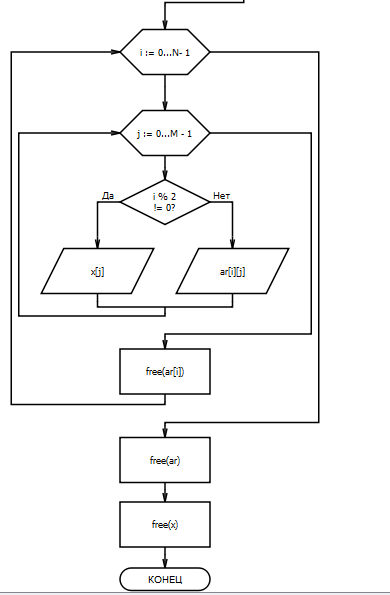 i := 0...N- 1
j := 0...M - 1
Да
i % 2
!= 0?
Нет
x[j]
ar[i][j]
free(ar[i])
free(ar)
free(x)
КОНЕЦ